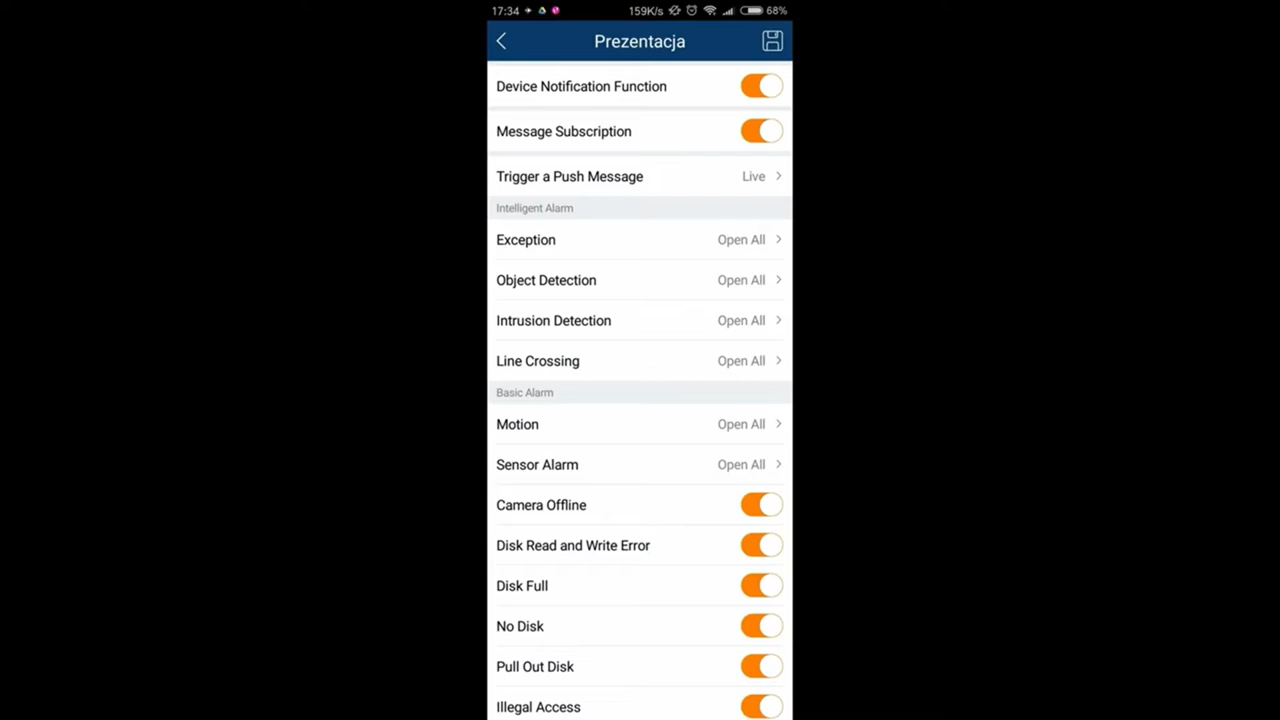 17:34 159K/s 68%
Prezentacja
Device Notification Function
Message Subscription
Trigger a Push Message Live
Intelligent Alarm
Exception Open All
Object Detection Open All
Intrusion Detection Open All
Line Crossing Open All
Basic Alarm
Motion Open All
Sensor Alarm Open All
Camera Offline
Disk Read and Write Error
Disk Full
No Disk
Pull Out Disk
Illegal Access